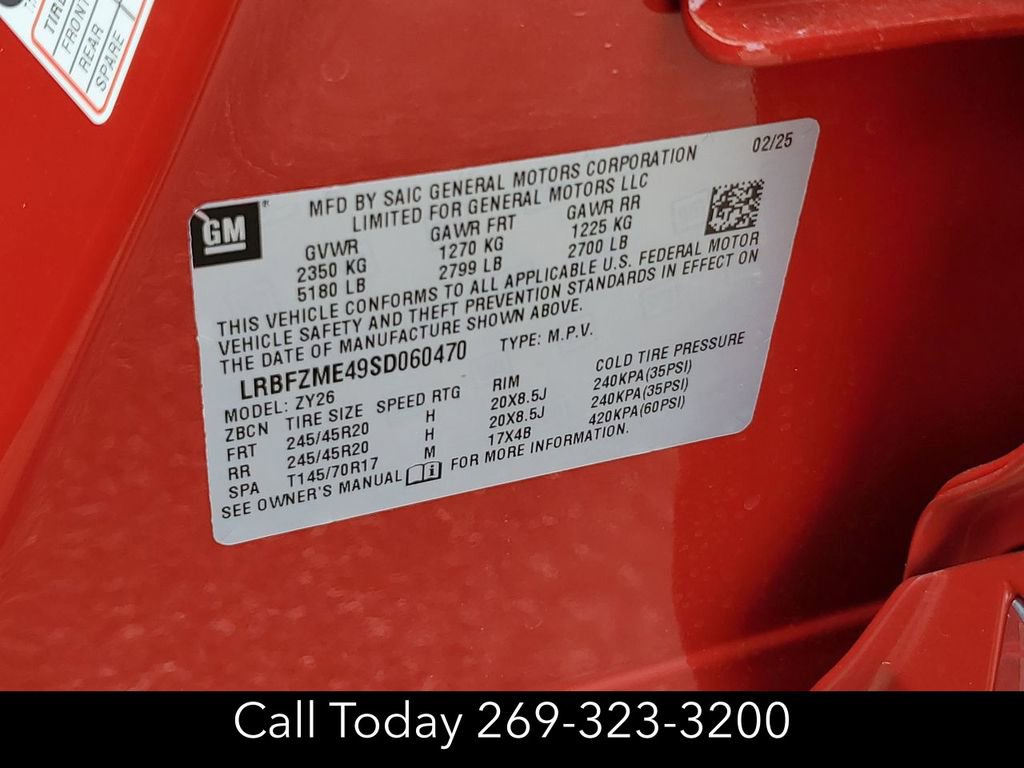 TIRE
FRONT
REAR
SPARE
GM
MFD BY SAIC GENERAL MOTORS CORPORATION 02/25
LIMITED FOR GENERAL MOTORS LLC
GVWR GAWR FRT GAWR RR
2350 KG 1270 KG 1225 KG
5180 LB 2799 LB 2700 LB
THIS VEHICLE CONFORMS TO ALL APPLICABLE U.S. FEDERAL MOTOR
VEHICLE SAFETY AND THEFT PREVENTION STANDARDS IN EFFECT ON
THE DATE OF MANUFACTURE SHOWN ABOVE.
LRBFZME49SD060470 TYPE: M.P.V.
MODEL: ZY26
ZBCN TIRE SIZE SPEED RTG RIM COLD TIRE PRESSURE
FRT 245/45R20 H 20X8.5J 240KPA(35PSI)
RR 245/45R20 H 20X8.5J 240KPA(35PSI)
SPA T145/70R17 M 17X4B 420KPA(60PSI)
SEE OWNER'S MANUAL FOR MORE INFORMATION.
Call Today 269-323-3200